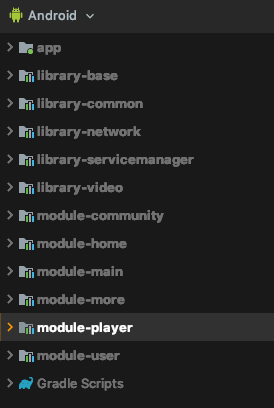 Android
app
library-base
library-common
library-network
library-servicemanager
library-video
module-community
module-home
module-main
module-more
module-player
module-user
Gradle Scripts